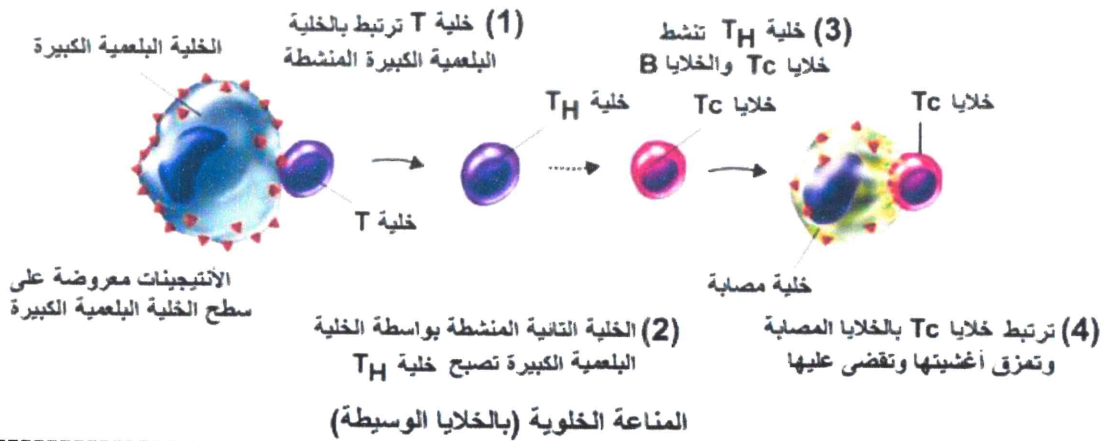 (1) خلية T ترتبط بالخلية
البلعمية الكبيرة المنشطة
(3) خلية TH تنشط
خلايا Tc والخلايا B
الخلية البلعمية الكبيرة
خلية TH
خلايا Tc
خلايا Tc
خلية T
خلية مصابة
الأنتيجينات معروضة على
سطح الخلية البلعمية الكبيرة
(2) الخلية التائية المنشطة بواسطة الخلية
البلعمية الكبيرة تصبح خلية TH
(4) ترتبط خلايا Tc بالخلايا المصابة
وتمزق أغشيتها وتقضى عليها
المناعة الخلوية (بالخلايا الوسيطة)